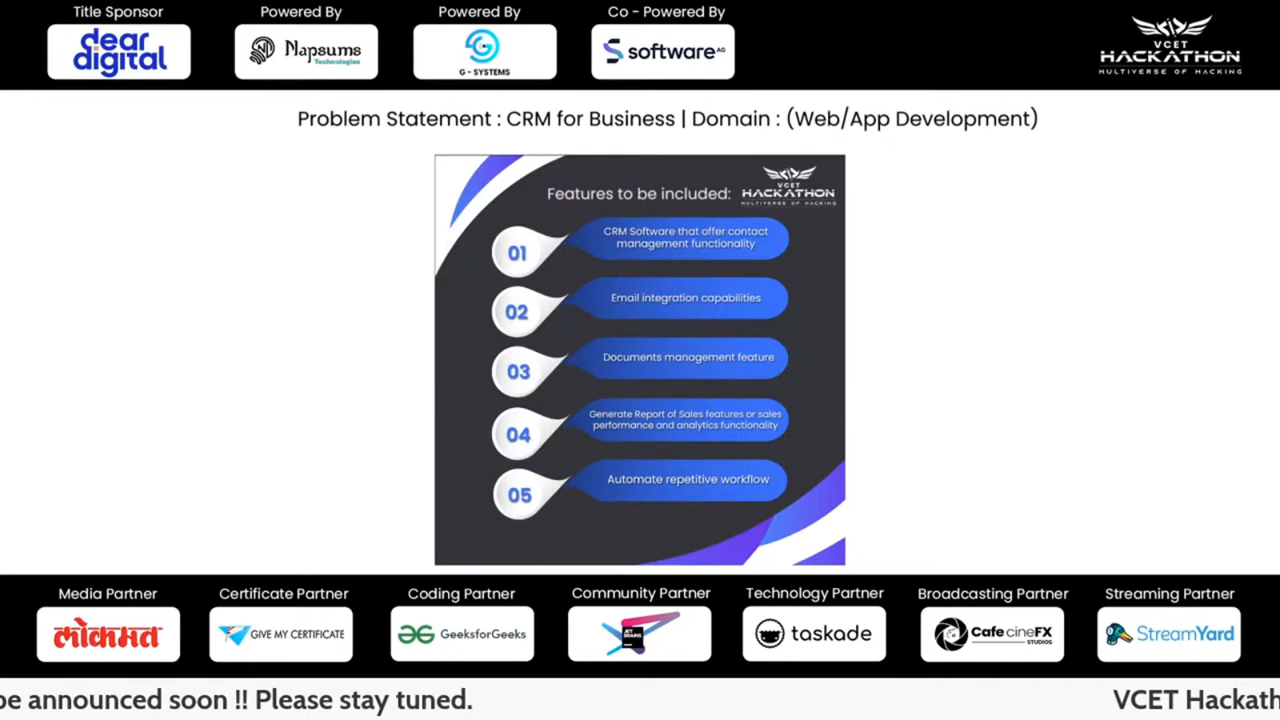 Title Sponsor
Powered By
Powered By
Co - Powered By
dear
digital
Napsums
Technologies
G - SYSTEMS
software AG
VCET
HACKATHON
MULTIVERSE OF HACKING
Problem Statement : CRM for Business | Domain : (Web/App Development)
Features to be included:
VCET
HACKATHON
MULTIVERSE OF HACKING
01
CRM Software that offer contact
management functionality
02
Email integration capabilities
03
Documents management feature
04
Generate Report of Sales features or sales
performance and analytics functionality
05
Automate repetitive workflow
Media Partner
Certificate Partner
Coding Partner
Community Partner
Technology Partner
Broadcasting Partner
Streaming Partner
लोकमत
GIVE MY CERTIFICATE
GeeksforGeeks
JET
BRAINS
taskade
Cafe cineFX
STUDIOS
StreamYard
be announced soon !! Please stay tuned.
VCET Hackath